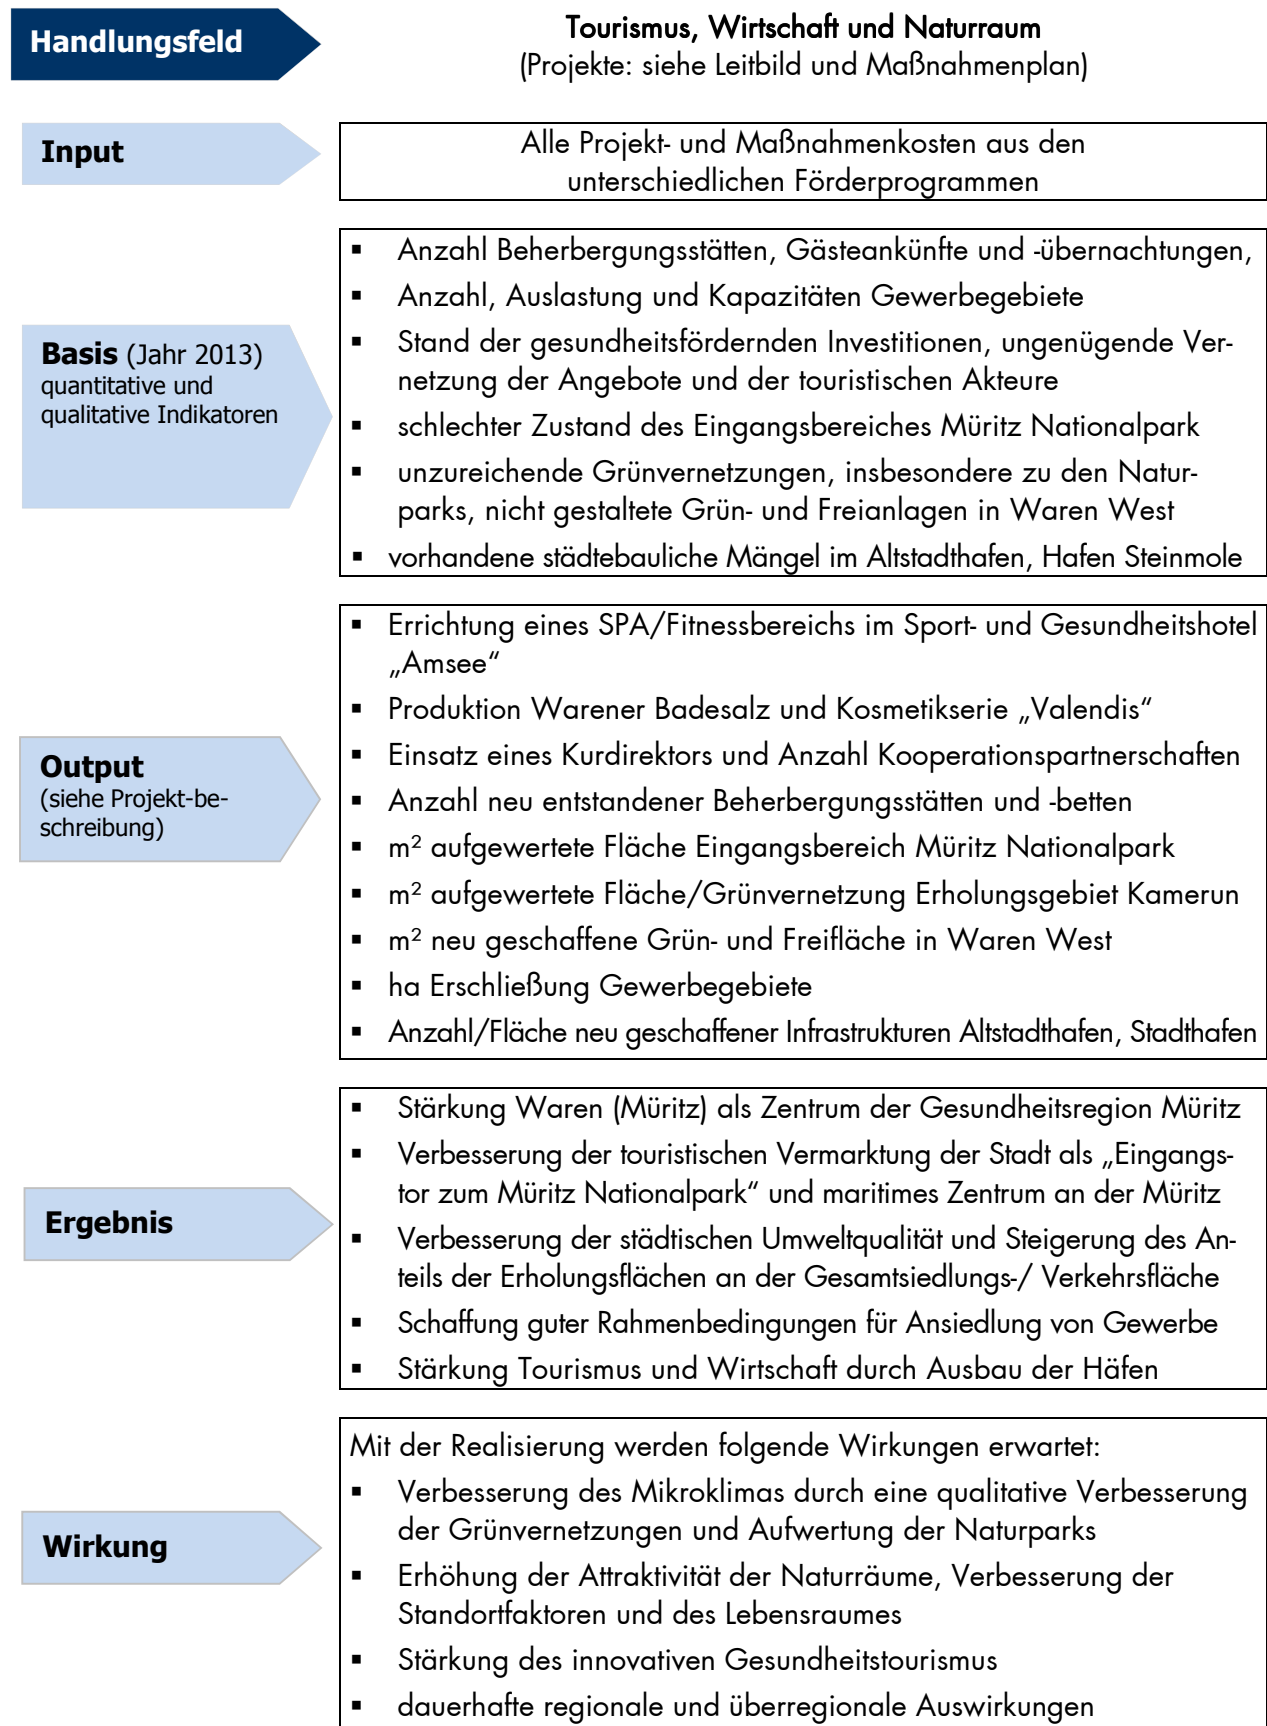 Handlungsfeld
Tourismus, Wirtschaft und Naturraum
(Projekte: siehe Leitbild und Maßnahmenplan)
Input
Alle Projekt- und Maßnahmenkosten aus den
unterschiedlichen Förderprogrammen
Basis (Jahr 2013)
quantitative und
qualitative Indikatoren
▪ Anzahl Beherbergungsstätten, Gästeankünfte und -übernachtungen,
▪ Anzahl, Auslastung und Kapazitäten Gewerbegebiete
▪ Stand der gesundheitsfördernden Investitionen, ungenügende Ver-
netzung der Angebote und der touristischen Akteure
▪ schlechter Zustand des Eingangsbereiches Müritz Nationalpark
▪ unzureichende Grünvernetzungen, insbesondere zu den Natur-
parks, nicht gestaltete Grün- und Freianlagen in Waren West
▪ vorhandene städtebauliche Mängel im Altstadthafen, Hafen Steinmole
Output
(siehe Projekt-be-
schreibung)
▪ Errichtung eines SPA/Fitnessbereichs im Sport- und Gesundheitshotel
„Amsee“
▪ Produktion Warener Badesalz und Kosmetikserie „Valendis“
▪ Einsatz eines Kurdirektors und Anzahl Kooperationspartnerschaften
▪ Anzahl neu entstandener Beherbergungsstätten und -betten
▪ m² aufgewertete Fläche Eingangsbereich Müritz Nationalpark
▪ m² aufgewertete Fläche/Grünvernetzung Erholungsgebiet Kamerun
▪ m² neu geschaffene Grün- und Freifläche in Waren West
▪ ha Erschließung Gewerbegebiete
▪ Anzahl/Fläche neu geschaffener Infrastrukturen Altstadthafen, Stadthafen
Ergebnis
▪ Stärkung Waren (Müritz) als Zentrum der Gesundheitsregion Müritz
▪ Verbesserung der touristischen Vermarktung der Stadt als „Eingangs-
tor zum Müritz Nationalpark“ und maritimes Zentrum an der Müritz
▪ Verbesserung der städtischen Umweltqualität und Steigerung des An-
teils der Erholungsflächen an der Gesamtsiedlungs-/ Verkehrsfläche
▪ Schaffung guter Rahmenbedingungen für Ansiedlung von Gewerbe
▪ Stärkung Tourismus und Wirtschaft durch Ausbau der Häfen
Wirkung
Mit der Realisierung werden folgende Wirkungen erwartet:
▪ Verbesserung des Mikroklimas durch eine qualitative Verbesserung
der Grünvernetzungen und Aufwertung der Naturparks
▪ Erhöhung der Attraktivität der Naturräume, Verbesserung der
Standortfaktoren und des Lebensraumes
▪ Stärkung des innovativen Gesundheitstourismus
▪ dauerhafte regionale und überregionale Auswirkungen